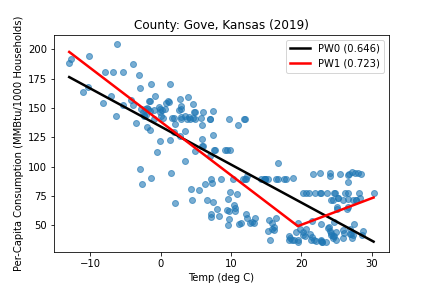 County: Gove, Kansas (2019)
PW0 (0.646)
PW1 (0.723)
Per-Capita Consumption (MMBtu/1000 Households)
200
175
150
125
100
75
50
−10 0 10 20 30
Temp (deg C)